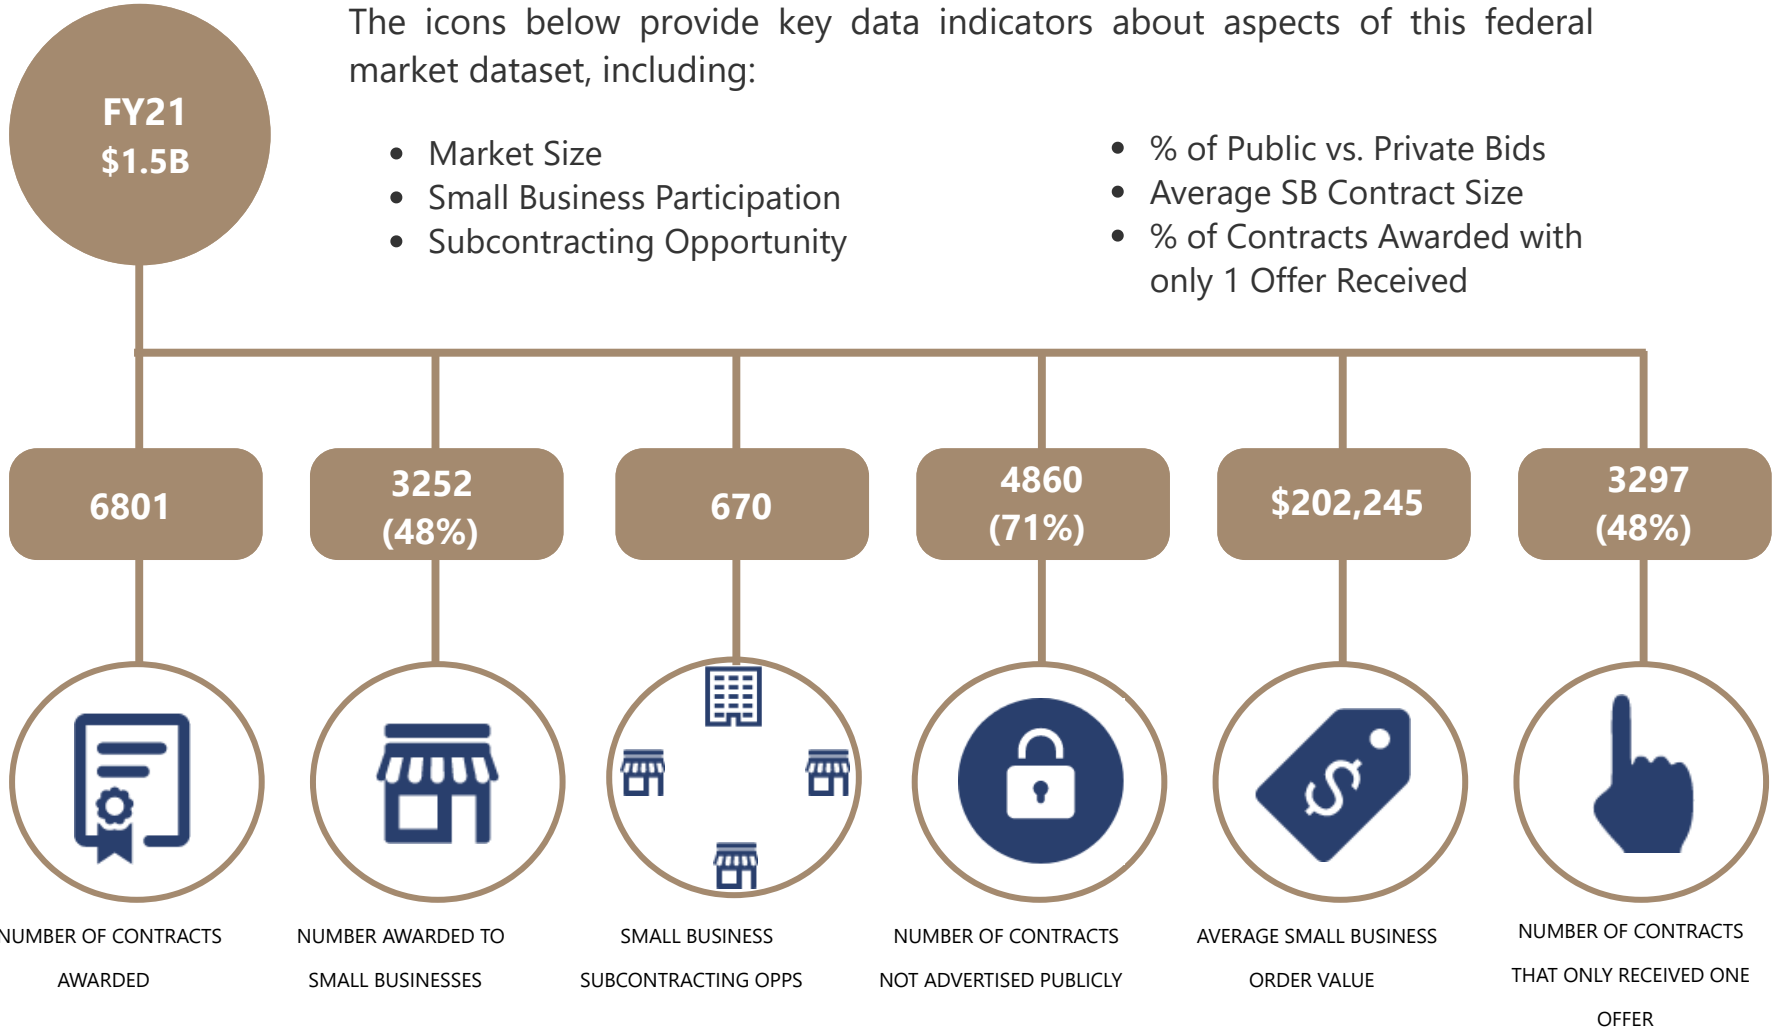 The icons below provide key data indicators about aspects of this federal
market dataset, including:
FY21
$1.5B
• Market Size
• Small Business Participation
• Subcontracting Opportunity
• % of Public vs. Private Bids
• Average SB Contract Size
• % of Contracts Awarded with
only 1 Offer Received
6801
3252
(48%)
670
4860
(71%)
$202,245
3297
(48%)
NUMBER OF CONTRACTS
AWARDED
NUMBER AWARDED TO
SMALL BUSINESSES
SMALL BUSINESS
SUBCONTRACTING OPPS
NUMBER OF CONTRACTS
NOT ADVERTISED PUBLICLY
AVERAGE SMALL BUSINESS
ORDER VALUE
NUMBER OF CONTRACTS
THAT ONLY RECEIVED ONE
OFFER